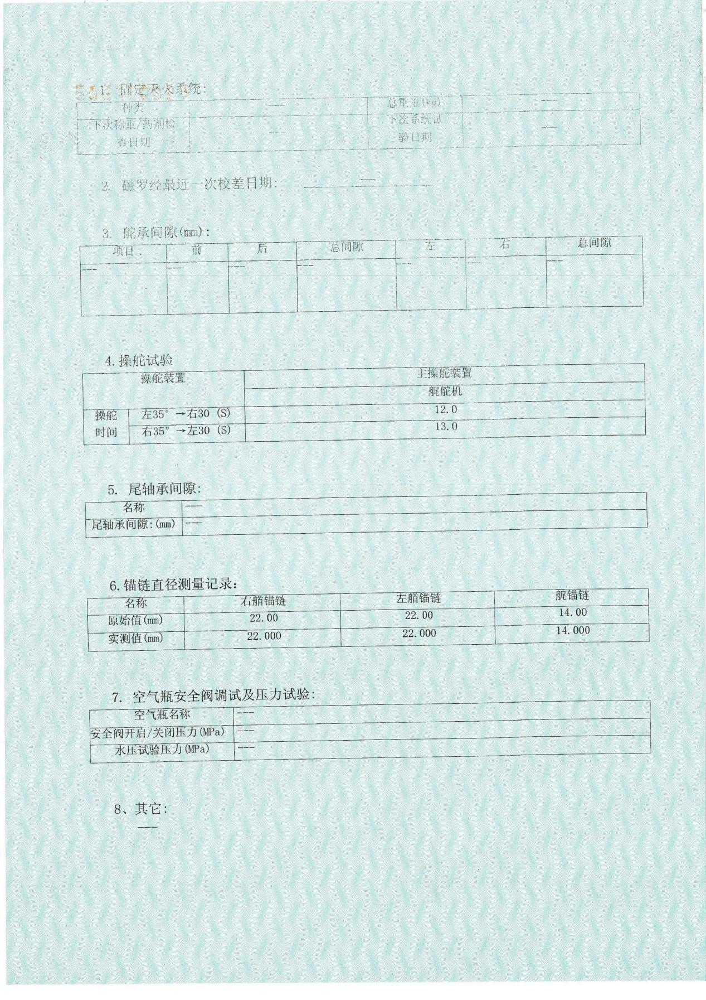 1. 固定灭火系统:
种类 --- 总重量(kg) ---
下次称重/药剂检查日期 --- 下次系统试验日期 ---
2. 磁罗经最近一次校差日期: ---
3. 舵承间隙(mm):
项目 前 后 总间隙 左 右 总间隙
--- --- --- --- --- --- ---
4.操舵试验
操舵装置 主操舵装置
艉舵机
操舵时间 左35°→右30 (S) 12.0
右35°→左30 (S) 13.0
5. 尾轴承间隙:
名称 ---
尾轴承间隙:(mm) ---
6.锚链直径测量记录:
名称 右艏锚链 左艏锚链 艉锚链
原始值(mm) 22.00 22.00 14.00
实测值(mm) 22.000 22.000 14.000
7. 空气瓶安全阀调试及压力试验:
空气瓶名称 ---
安全阀开启/关闭压力(MPa) ---
水压试验压力(MPa) ---
8、其它:
---